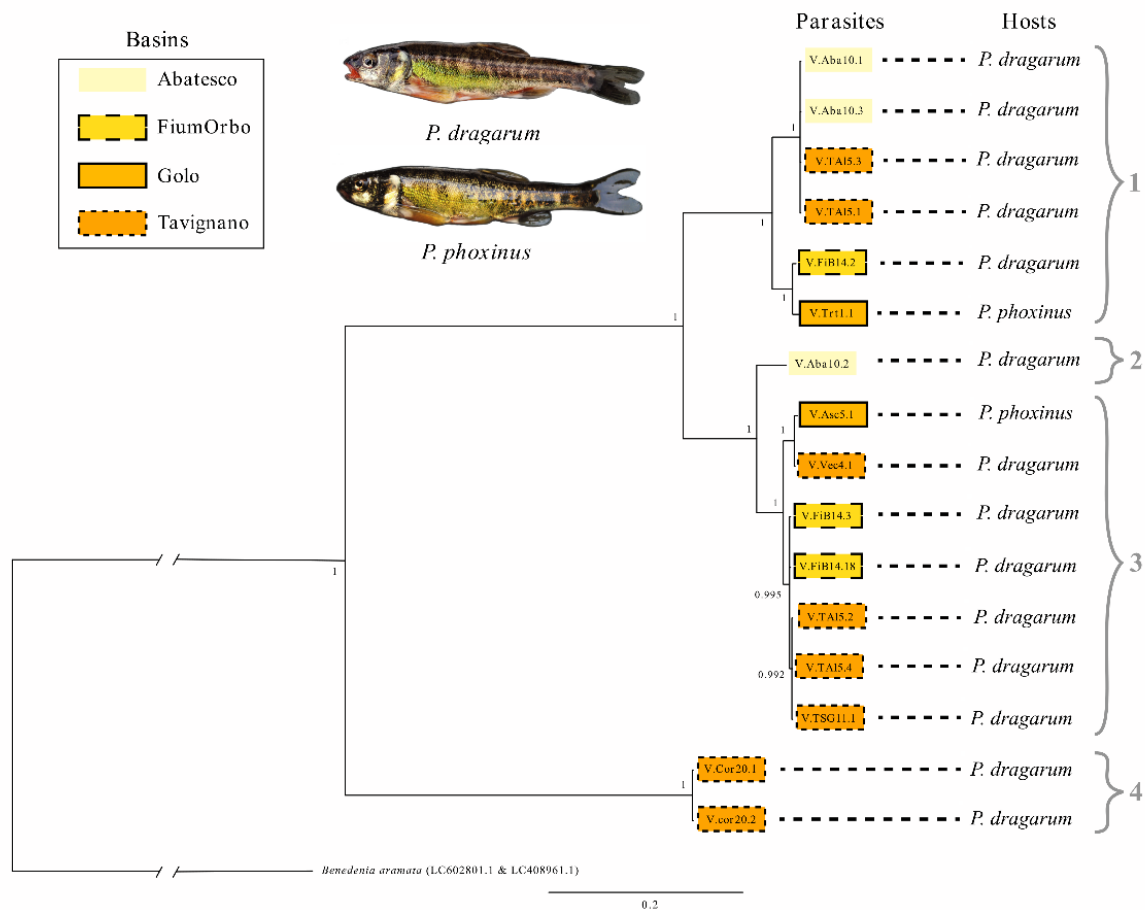 Basins
Abatesco
FiumOrbo
Golo
Tavignano
P. dragarum
P. phoxinus
Parasites Hosts
V.Aba10.1 P. dragarum
V.Aba10.3 P. dragarum
V.TAl5.3 P. dragarum
V.TAl5.1 P. dragarum
V.FiB14.2 P. dragarum
V.Trt1.1 P. phoxinus
V.Aba10.2 P. dragarum
V.Asc5.1 P. phoxinus
V.Vec4.1 P. dragarum
V.FiB14.3 P. dragarum
V.FiB14.18 P. dragarum
V.TAl5.2 P. dragarum
V.TAl5.4 P. dragarum
V.TSG11.1 P. dragarum
V.Cur20.1 P. dragarum
V.cor20.2 P. dragarum
1
2
3
4
1
1
1
1
1
1
1
0.995
0.992
1
1
Benedenia aramata (LC602801.1 & LC408961.1)
0.2